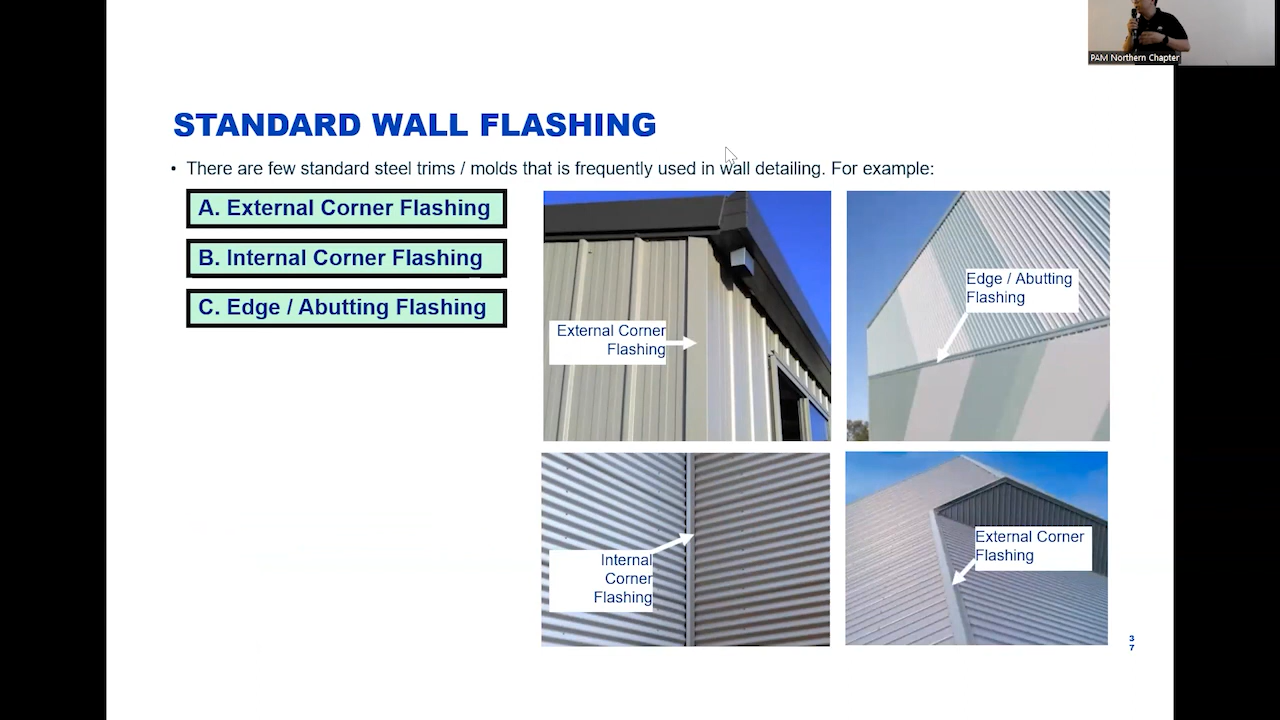 PAM Northern Chapter
STANDARD WALL FLASHING
• There are few standard steel trims / molds that is frequently used in wall detailing. For example:
A. External Corner Flashing
B. Internal Corner Flashing
C. Edge / Abutting Flashing
External Corner
Flashing
Edge / Abutting
Flashing
Internal
Corner
Flashing
External Corner
Flashing
3
7